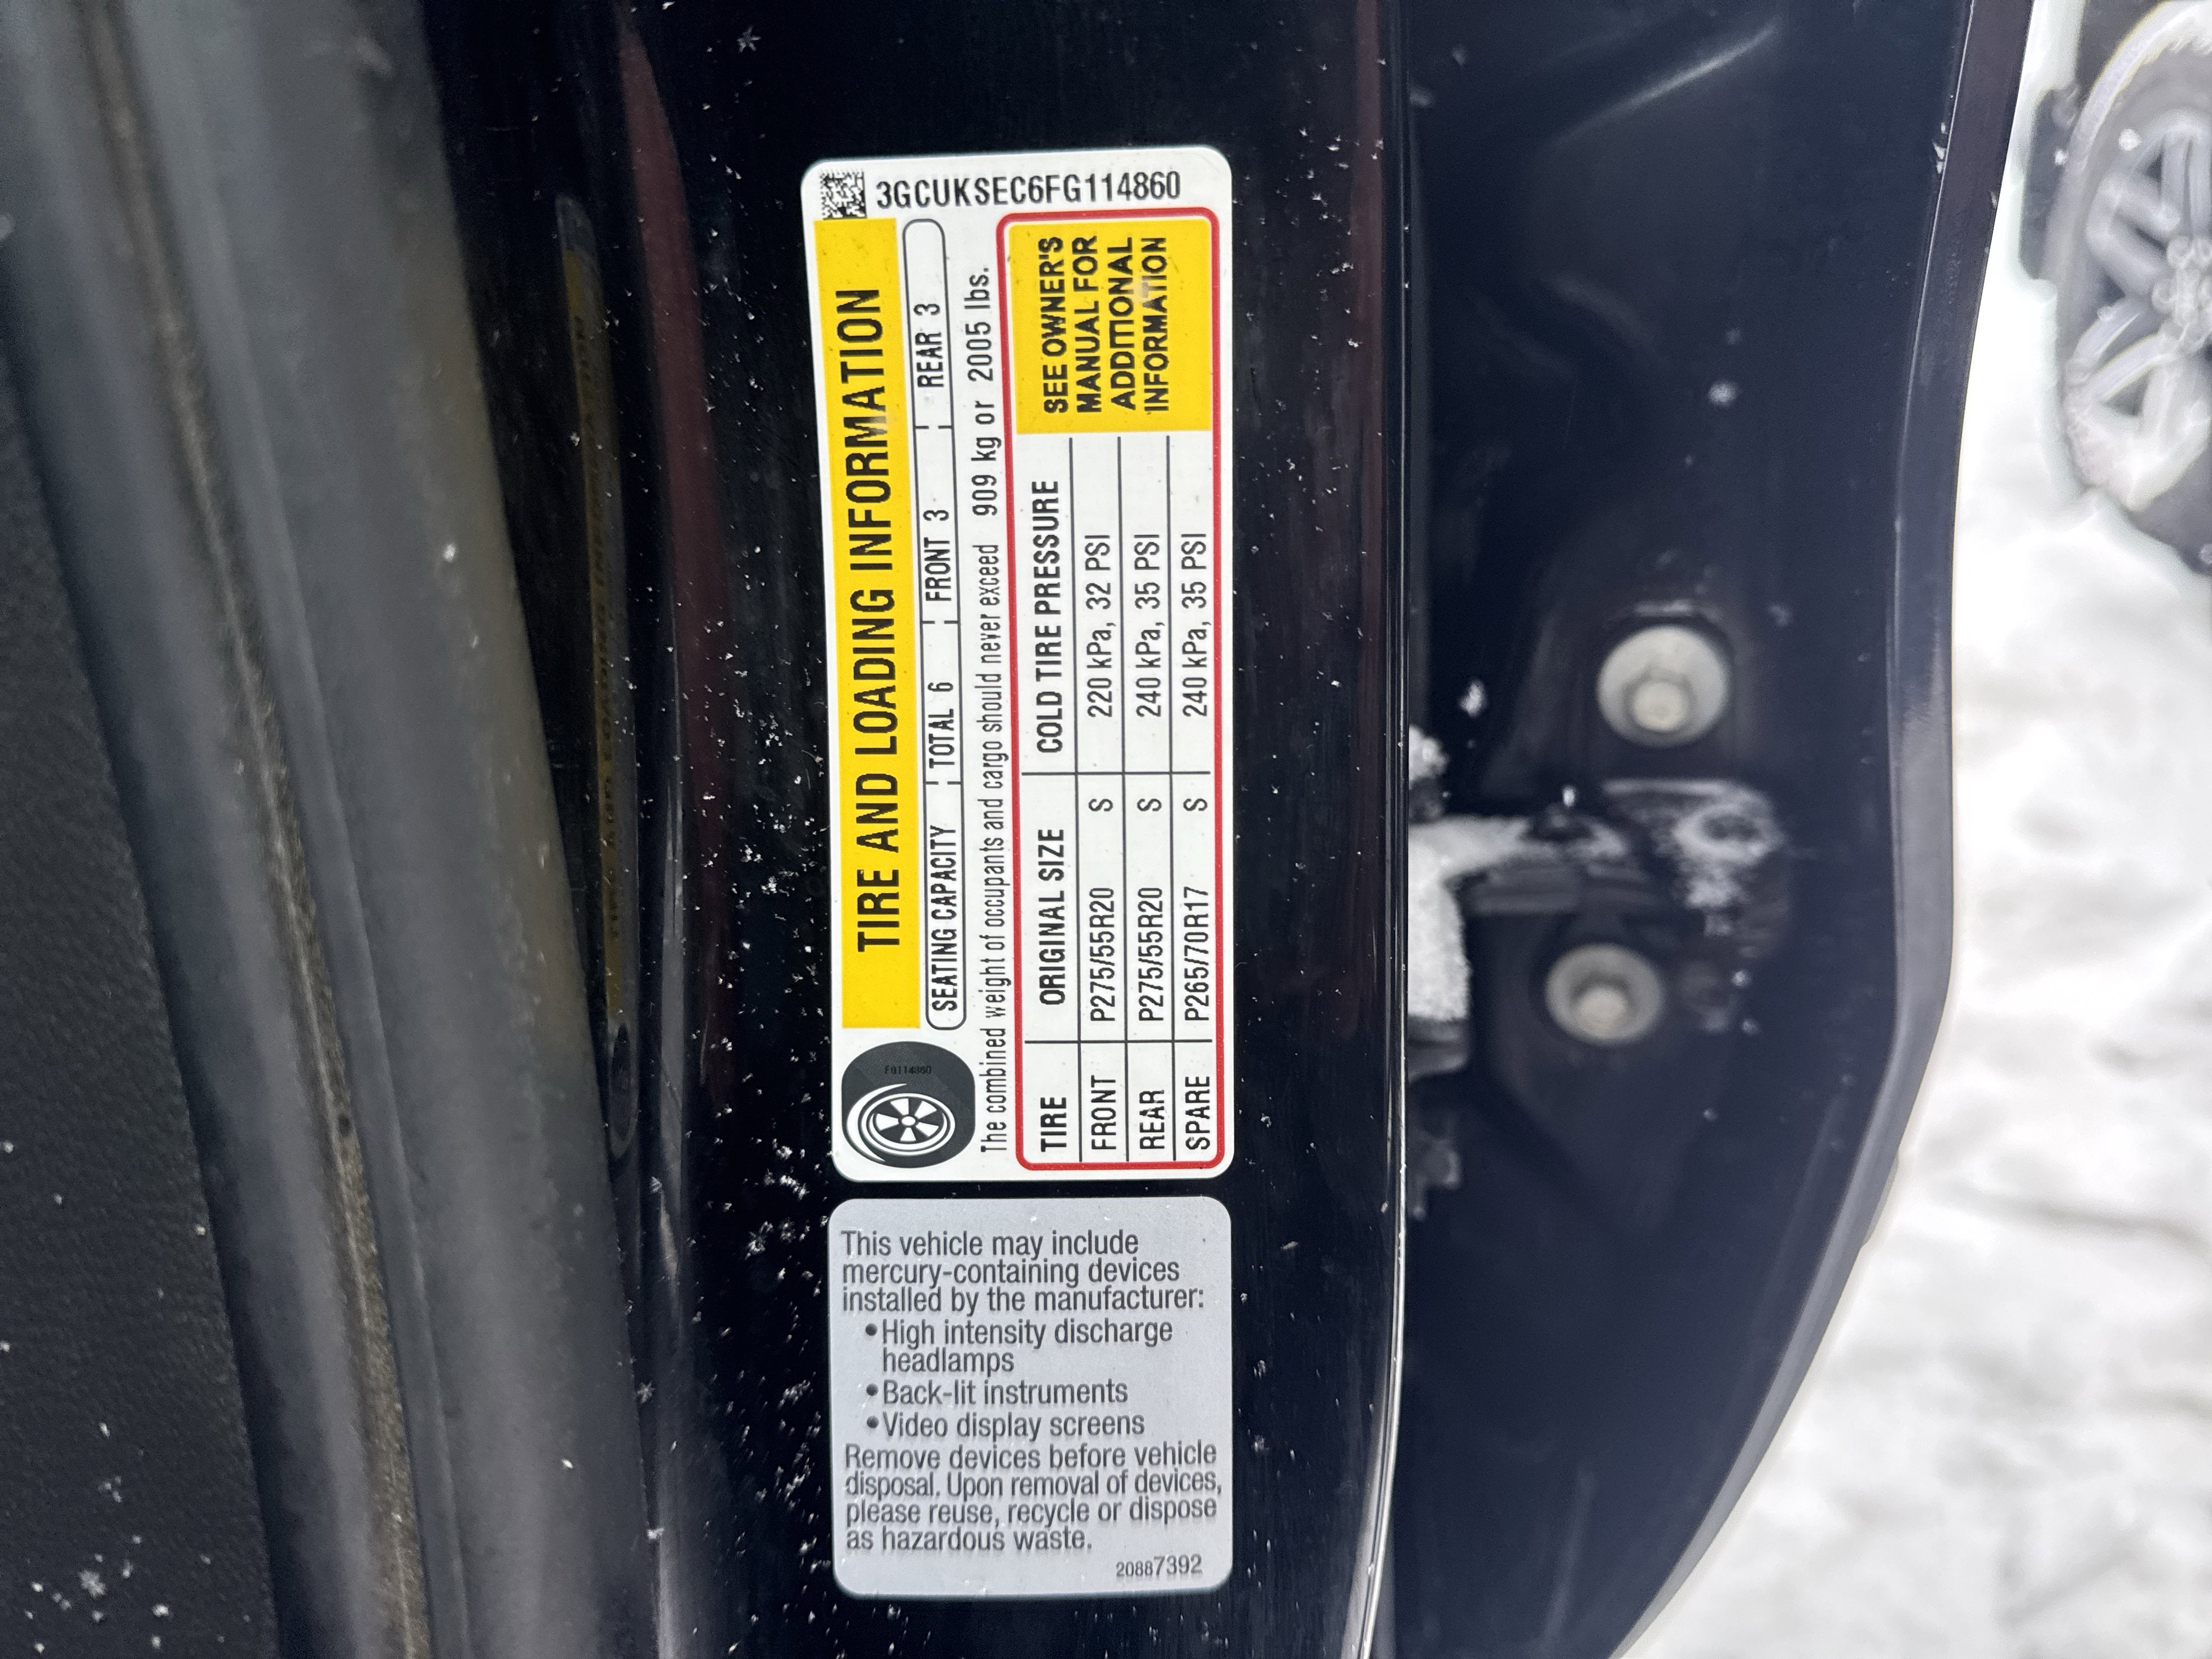 3GCUKSEC6FG114860
TIRE AND LOADING INFORMATION
SEATING CAPACITY TOTAL 6 FRONT 3 REAR 3
The combined weight of occupants and cargo should never exceed 909 kg or 2005 lbs.
TIRE ORIGINAL SIZE COLD TIRE PRESSURE
FRONT P275/55R20 S 220 kPa, 32 PSI
REAR P275/55R20 S 240 kPa, 35 PSI
SPARE P265/70R17 S 240 kPa, 35 PSI
SEE OWNER'S
MANUAL FOR
ADDITIONAL
INFORMATION
FG114860
This vehicle may include
mercury-containing devices
installed by the manufacturer:
•High intensity discharge
headlamps
•Back-lit instruments
•Video display screens
Remove devices before vehicle
disposal. Upon removal of devices,
please reuse, recycle or dispose
as hazardous waste.
20887392